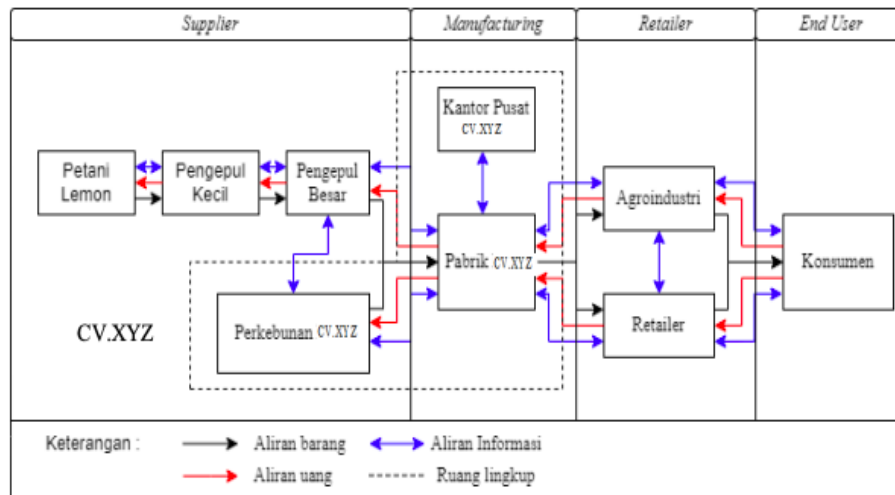 Supplier
Manufacturing
Retailer
End User
Kantor Pusat
CV.XYZ
Petani
Lemon
Pengepul
Kecil
Pengepul
Besar
Agroindustri
Pabrik CV.XYZ
Konsumen
Perkebunan CV.XYZ
Retailer
CV.XYZ
Keterangan :
Aliran barang
Aliran Informasi
Aliran uang
Ruang lingkup